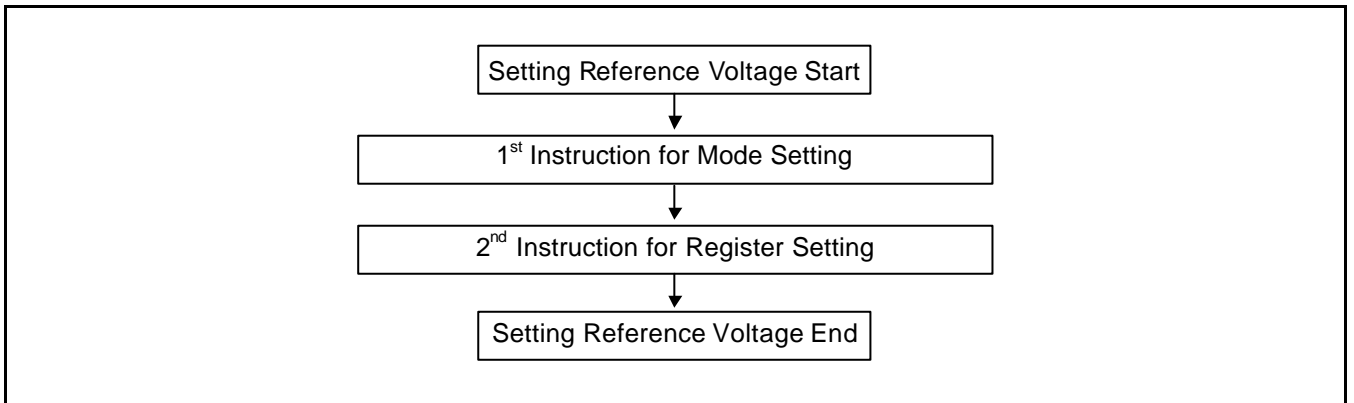 Setting Reference Voltage Start
1st Instruction for Mode Setting
2nd Instruction for Register Setting
Setting Reference Voltage End